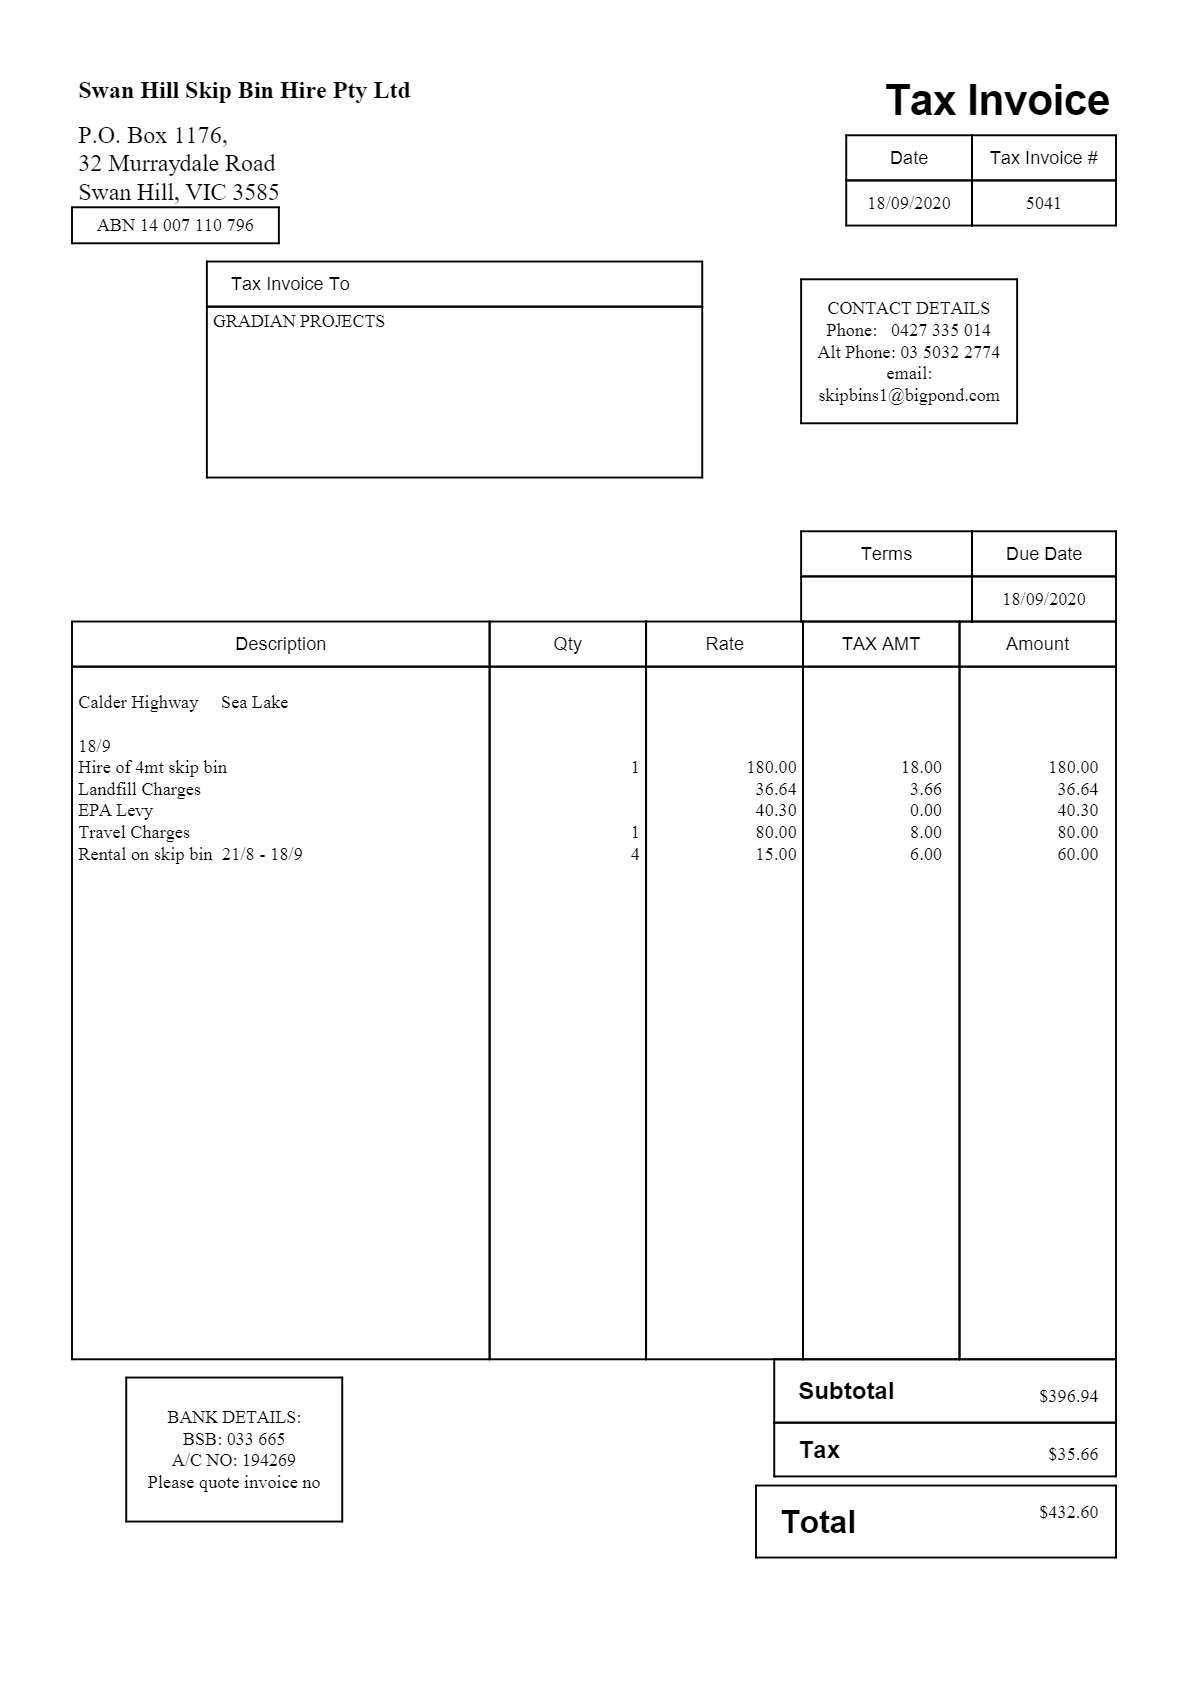 Swan Hill Skip Bin Hire Pty Ltd
P.O. Box 1176,
32 Murraydale Road
Swan Hill, VIC 3585
ABN 14 007 110 796
Tax Invoice
Date Tax Invoice #
18/09/2020 5041
Tax Invoice To
GRADIAN PROJECTS
CONTACT DETAILS
Phone: 0427 335 014
Alt Phone: 03 5032 2774
email:
skipbins1@bigpond.com
Terms Due Date
18/09/2020
Description Qty Rate TAX AMT Amount
Calder Highway Sea Lake
18/9
Hire of 4mt skip bin 1 180.00 18.00 180.00
Landfill Charges 36.64 3.66 36.64
EPA Levy 40.30 0.00 40.30
Travel Charges 1 80.00 8.00 80.00
Rental on skip bin 21/8 - 18/9 4 15.00 6.00 60.00
BANK DETAILS:
BSB: 033 665
A/C NO: 194269
Please quote invoice no
Subtotal $396.94
Tax $35.66
Total $432.60